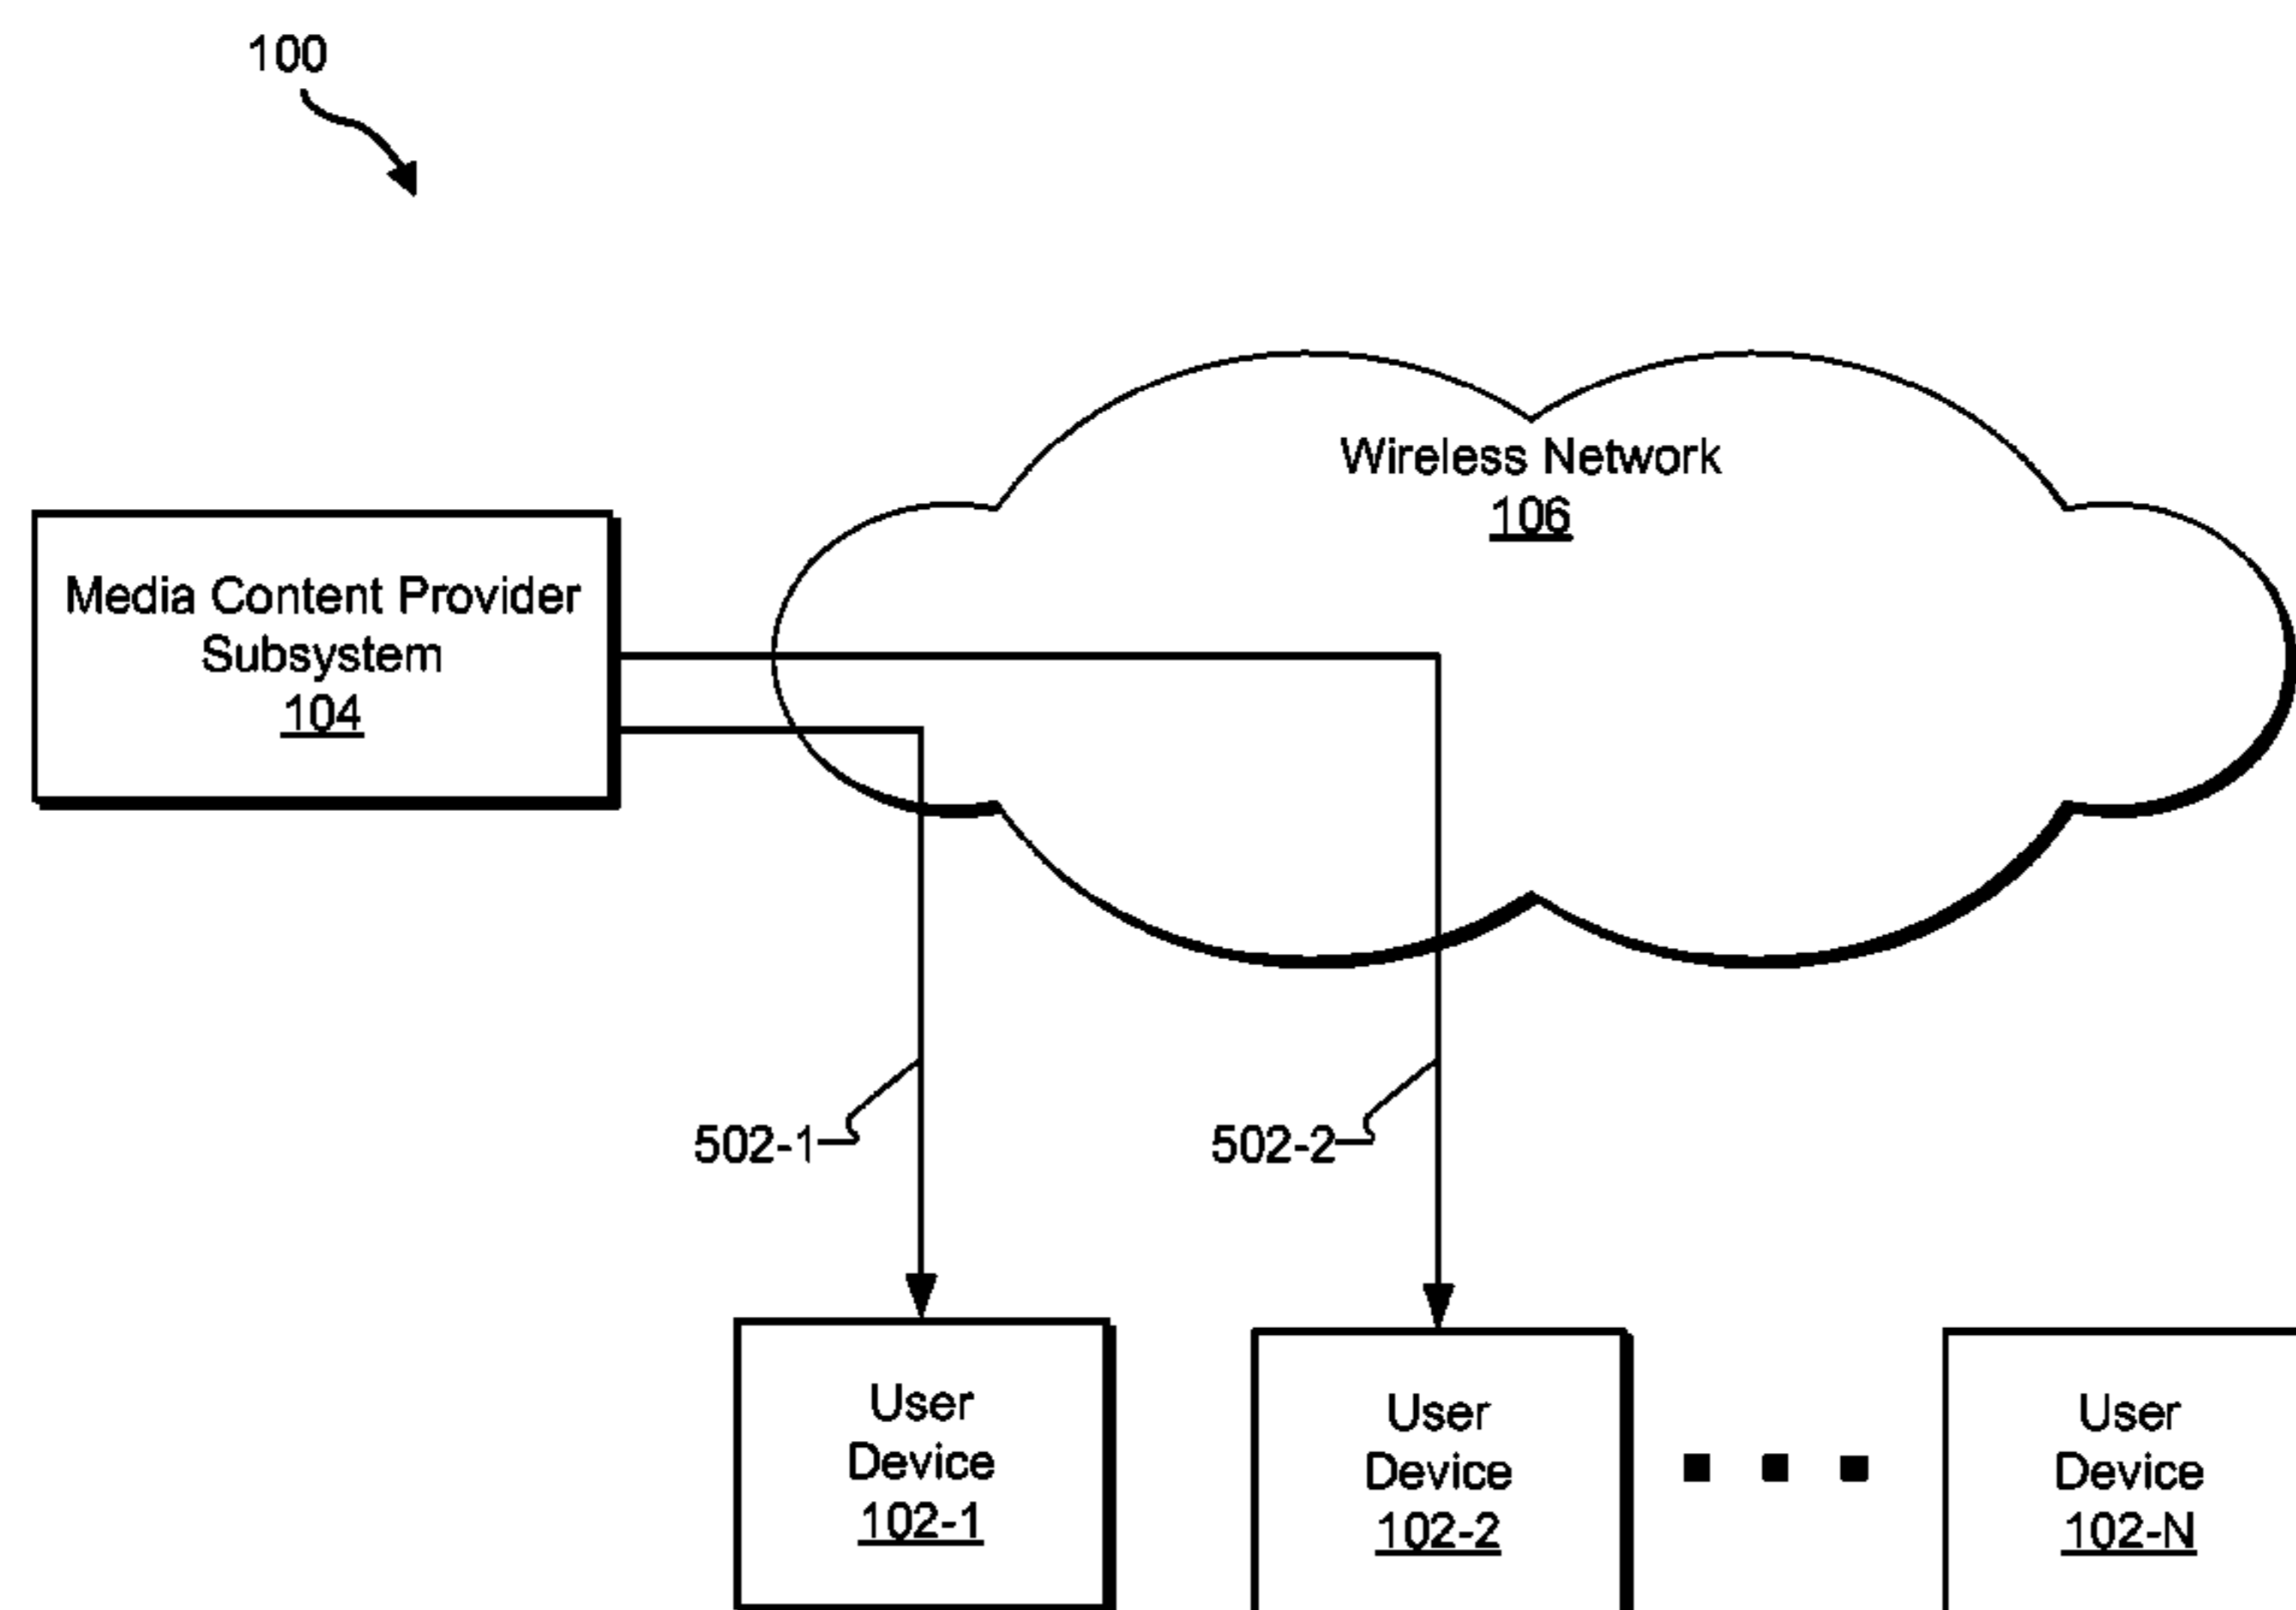 100
Wireless Network
106
Media Content Provider
Subsystem
104
502-1
502-2
User
Device
102-1
User
Device
102-2
User
Device
102-N